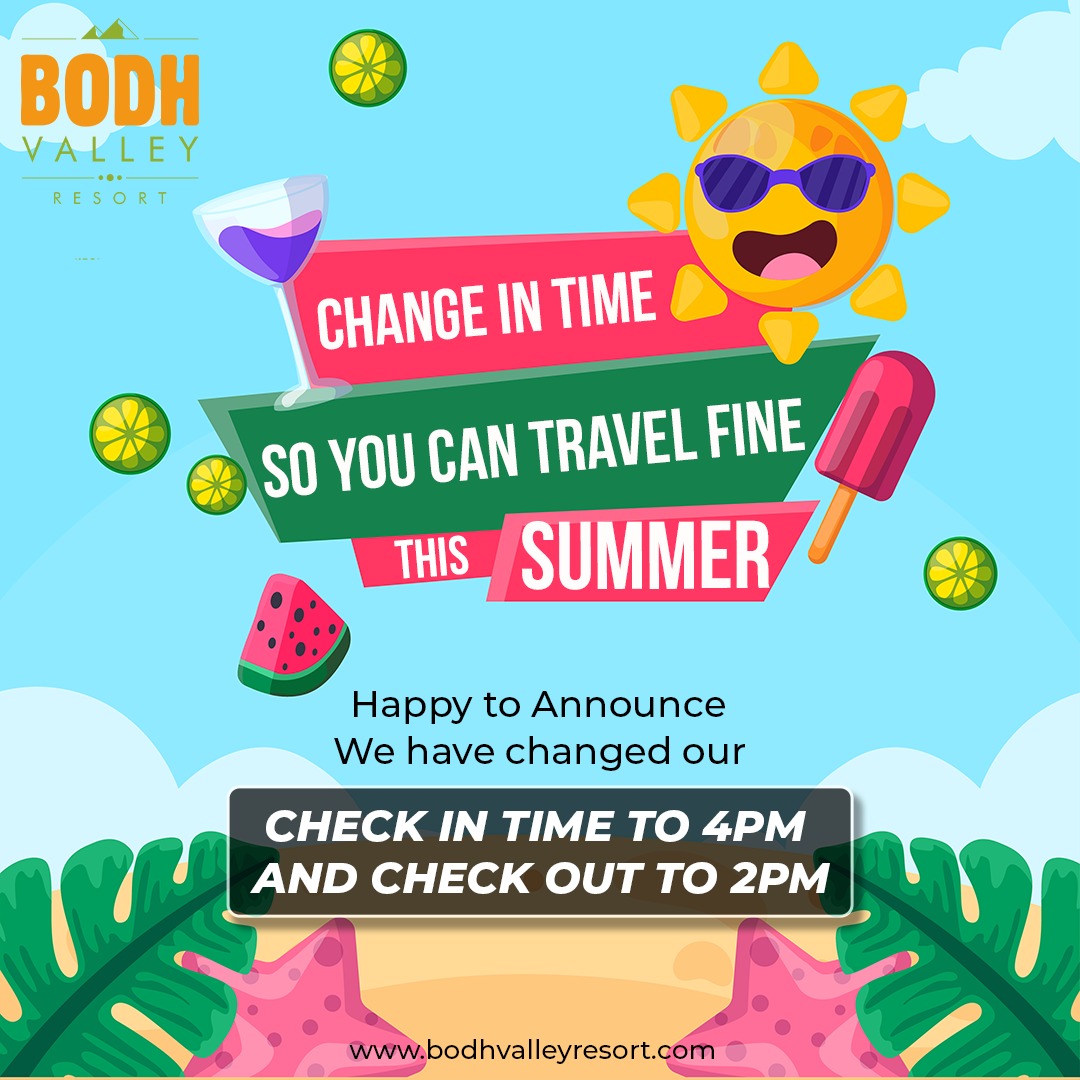 BODH
VALLEY
RESORT
CHANGE IN TIME
SO YOU CAN TRAVEL FINE
THIS SUMMER
Happy to Announce
We have changed our
CHECK IN TIME TO 4PM
AND CHECK OUT TO 2PM
www.bodhvalleyresort.com